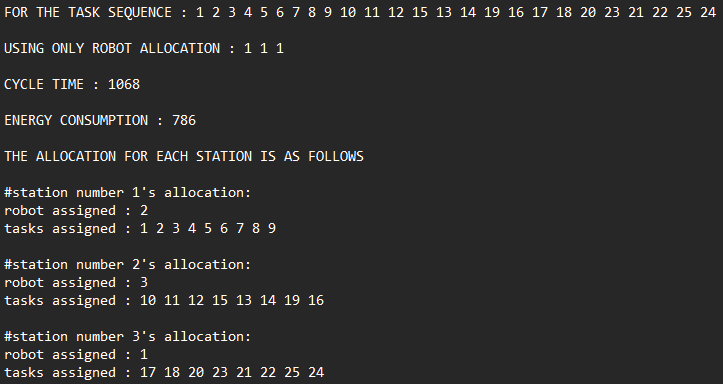 FOR THE TASK SEQUENCE : 1 2 3 4 5 6 7 8 9 10 11 12 15 13 14 19 16 17 18 20 23 21 22 25 24
USING ONLY ROBOT ALLOCATION : 1 1 1
CYCLE TIME : 1068
ENERGY CONSUMPTION : 786
THE ALLOCATION FOR EACH STATION IS AS FOLLOWS
#station number 1's allocation:
robot assigned : 2
tasks assigned : 1 2 3 4 5 6 7 8 9
#station number 2's allocation:
robot assigned : 3
tasks assigned : 10 11 12 15 13 14 19 16
#station number 3's allocation:
robot assigned : 1
tasks assigned : 17 18 20 23 21 22 25 24